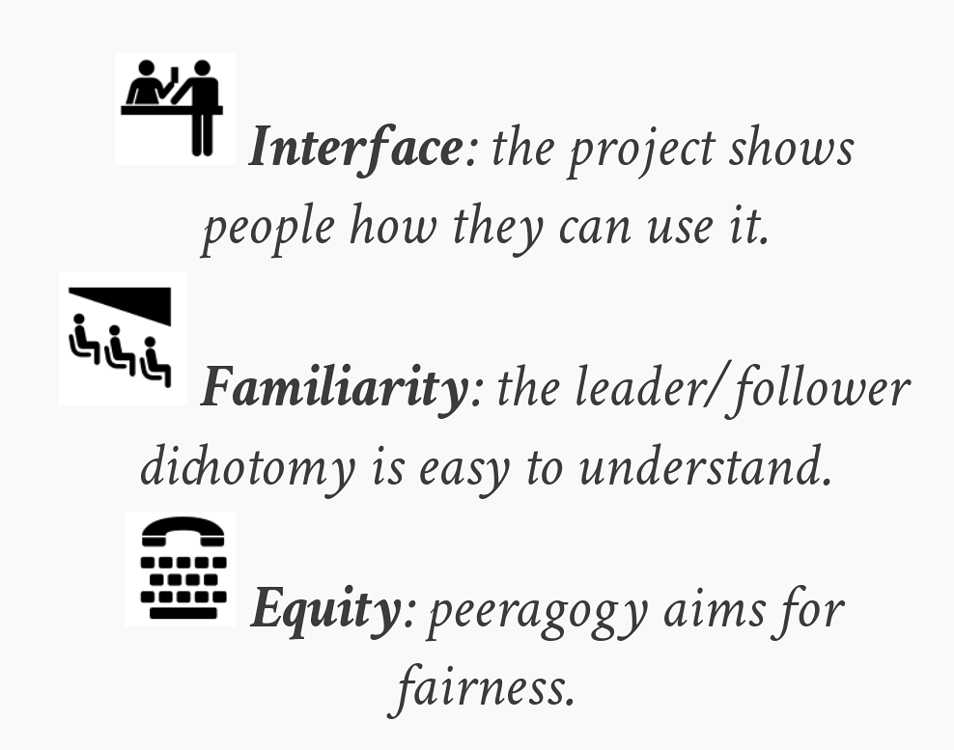 Interface: the project shows
people how they can use it.
Familiarity: the leader/follower
dichotomy is easy to understand.
Equity: peeragogy aims for
fairness.